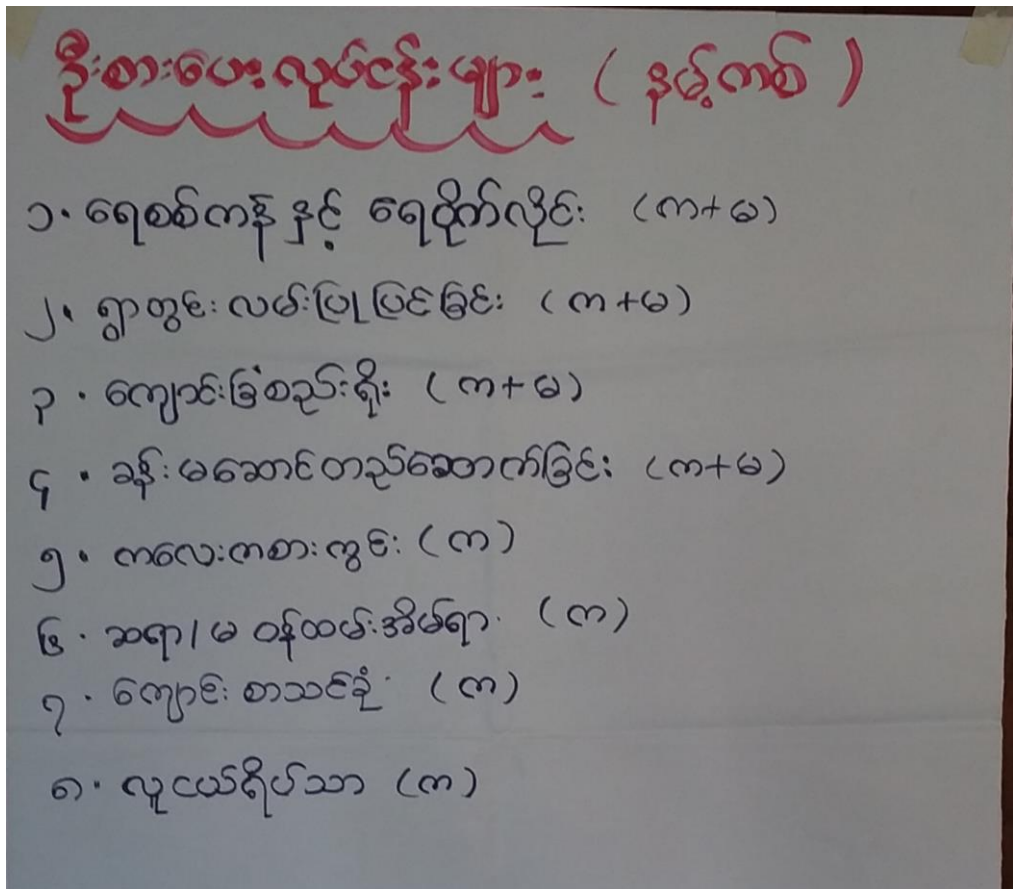 ဦးစားပေးလုပ်ငန်းများ ( နမ့်ကစ် )
၁. ရေစစ်ကန် နှင့် ရေပိုက်လိုင်း (က+မ)
၂. ရွာတွင်းလမ်းပြုပြင်ခြင်း (က+မ)
၃. ကျောင်းခြံစည်းရိုး (က+မ)
၄. ခန်းမဆောင်တည်ဆောက်ခြင်း (က+မ)
၅. ကလေးကစားကွင်း (က)
၆. ဆရာ/မ ဝန်ထမ်းအိမ်ရာ (က)
၇. ကျောင်းစာသင်ခုံ (က)
၈. လူငယ်ရိပ်သာ (က)